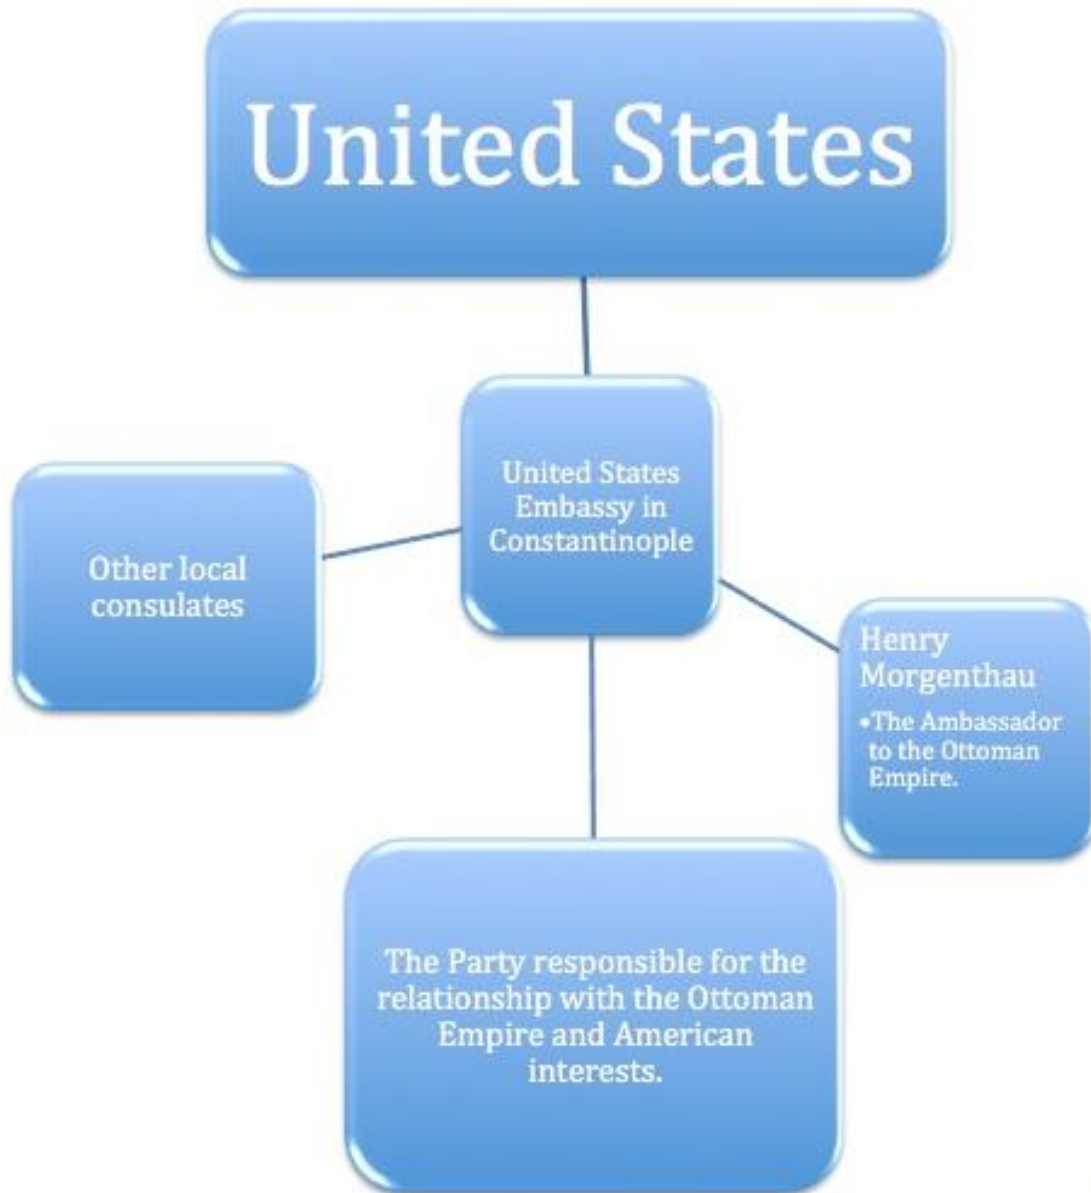 United States
United States
Embassy in
Constantinople
Other local
consulates
Henry
Morgenthau
•The Ambassador
to the Ottoman
Empire.
The Party responsible for the
relationship with the Ottoman
Empire and American
interests.